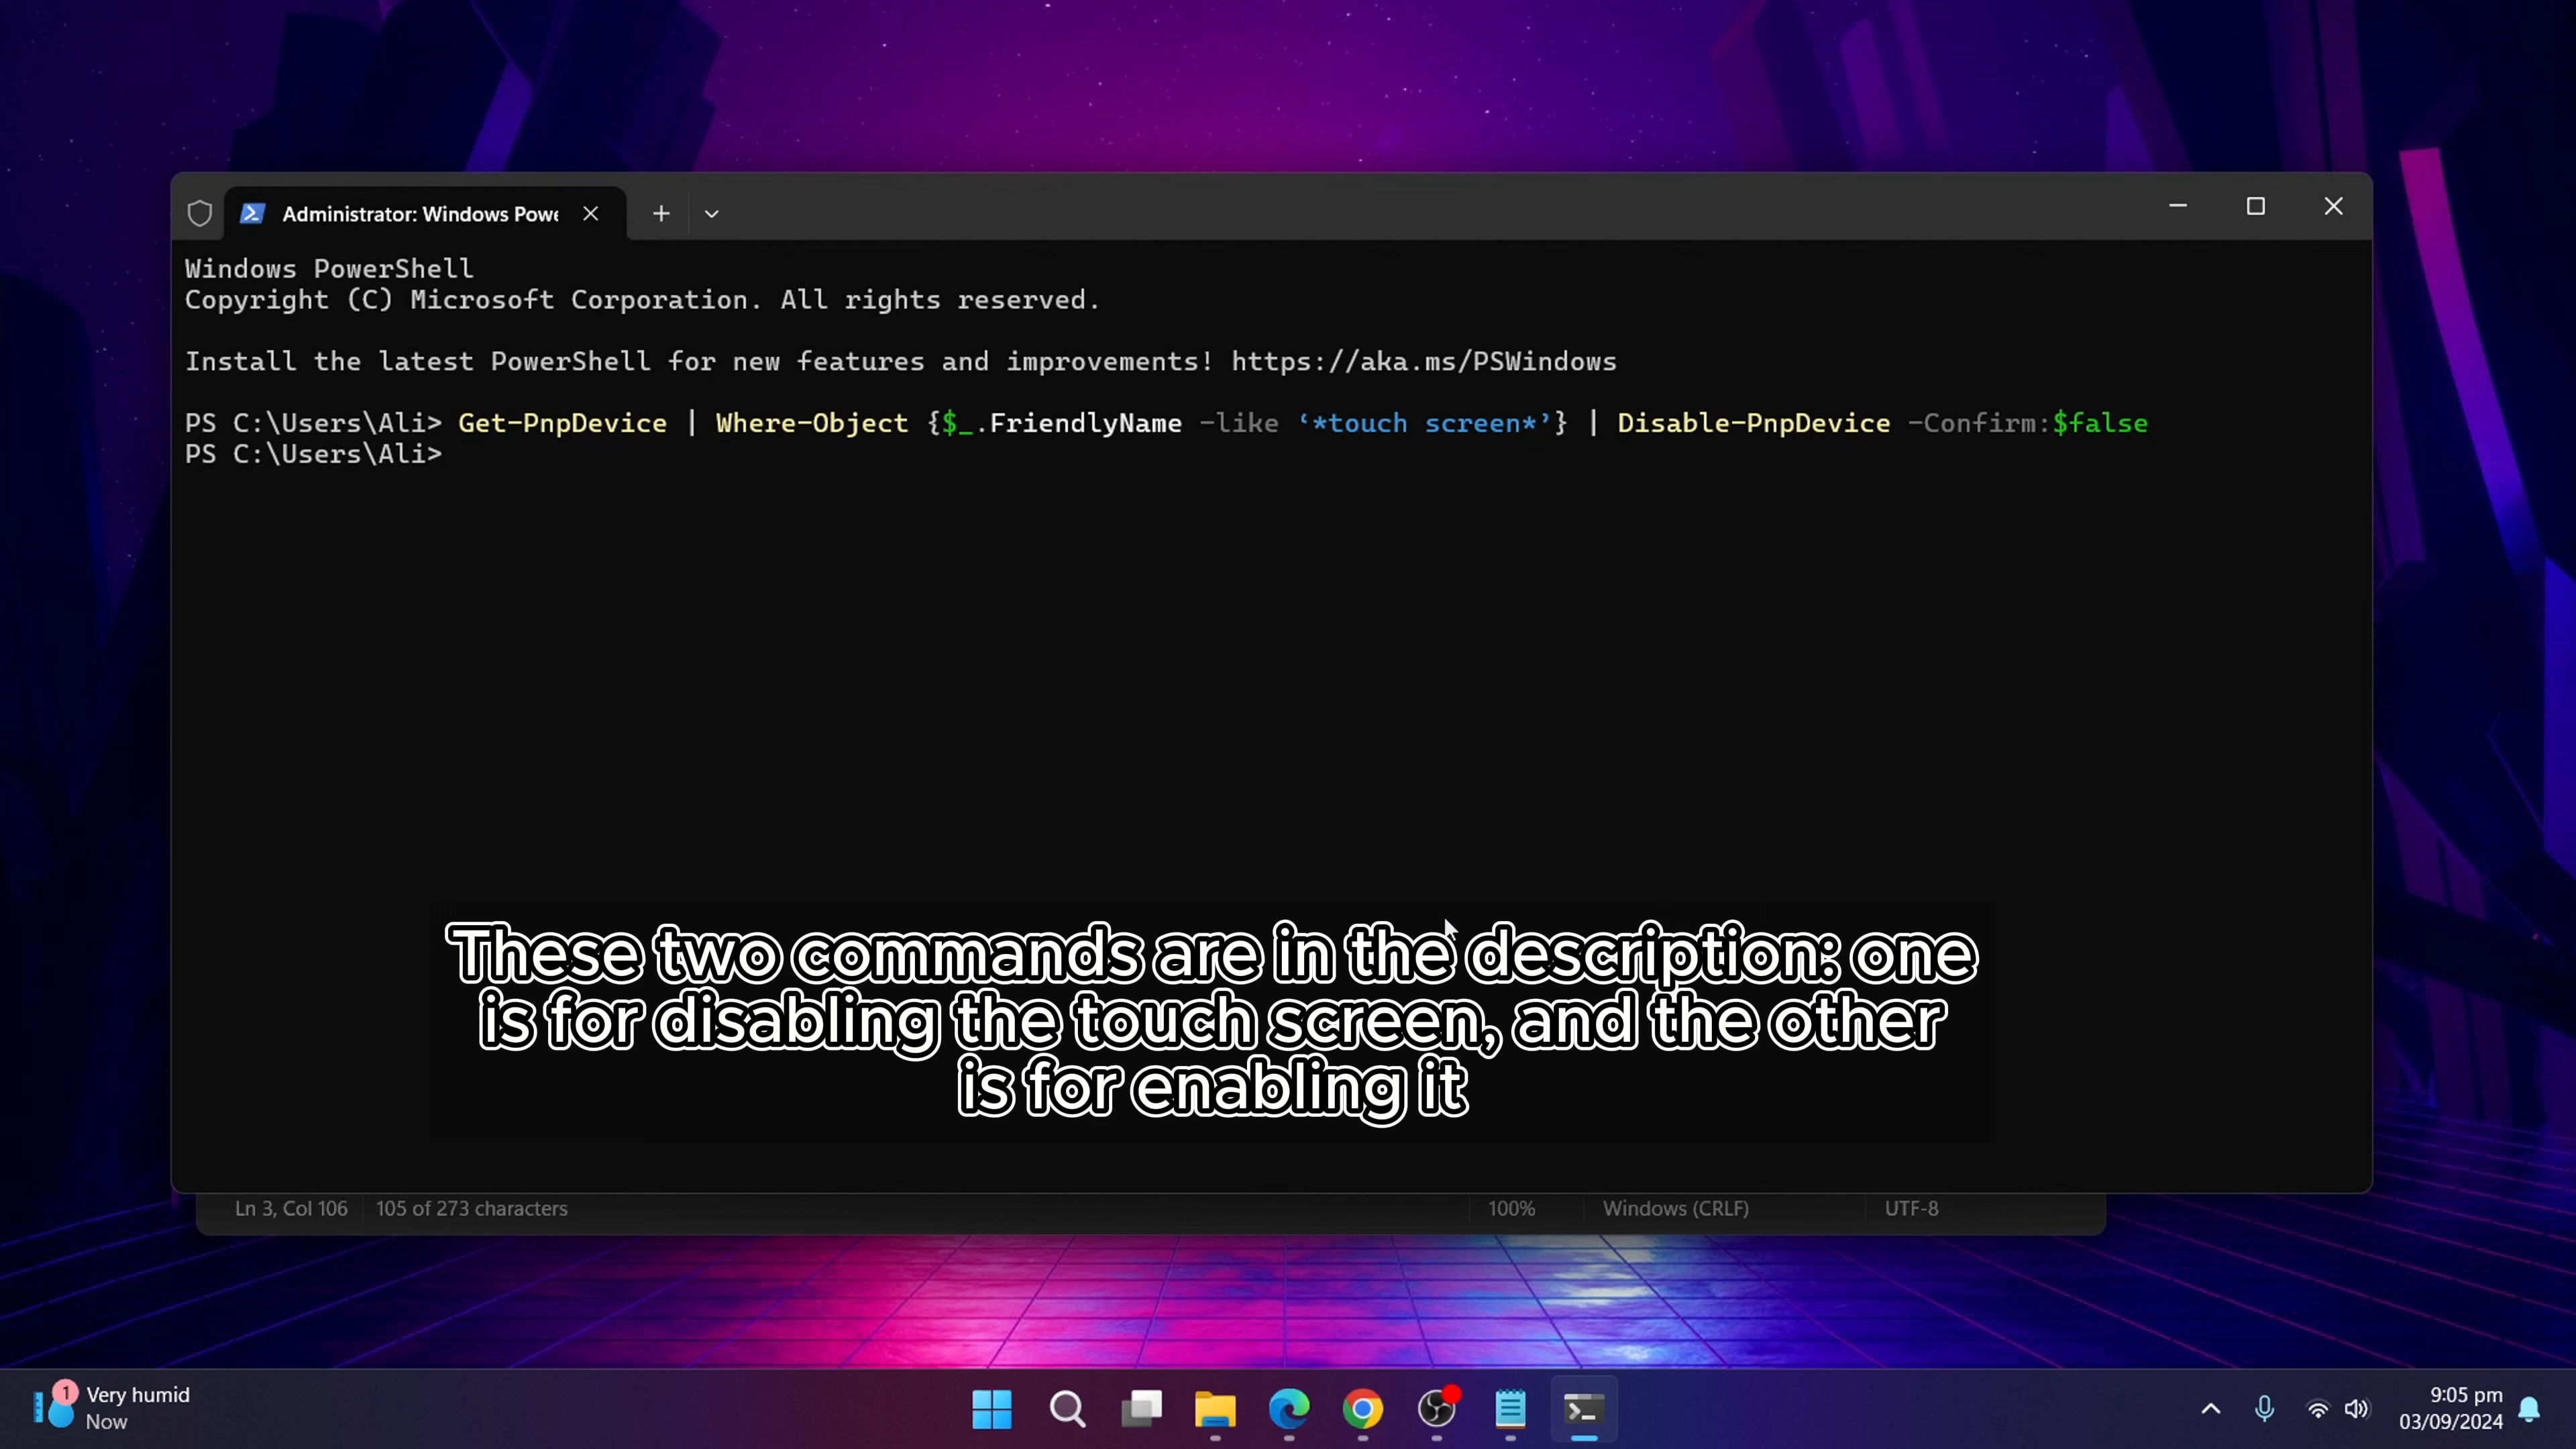 Administrator: Windows Powe
Windows PowerShell
Copyright (C) Microsoft Corporation. All rights reserved.
Install the latest PowerShell for new features and improvements! https://aka.ms/PSWindows
PS C:\Users\Ali> Get-PnpDevice | Where-Object {$_.FriendlyName -like ‘*touch screen*’} | Disable-PnpDevice -Confirm:$false
PS C:\Users\Ali>
These two commands are in the description: one
is for disabling the touch screen, and the other
is for enabling it
Ln 3, Col 106 105 of 273 characters 100% Windows (CRLF) UTF-8
1 Very humid
Now
9:05 pm
03/09/2024